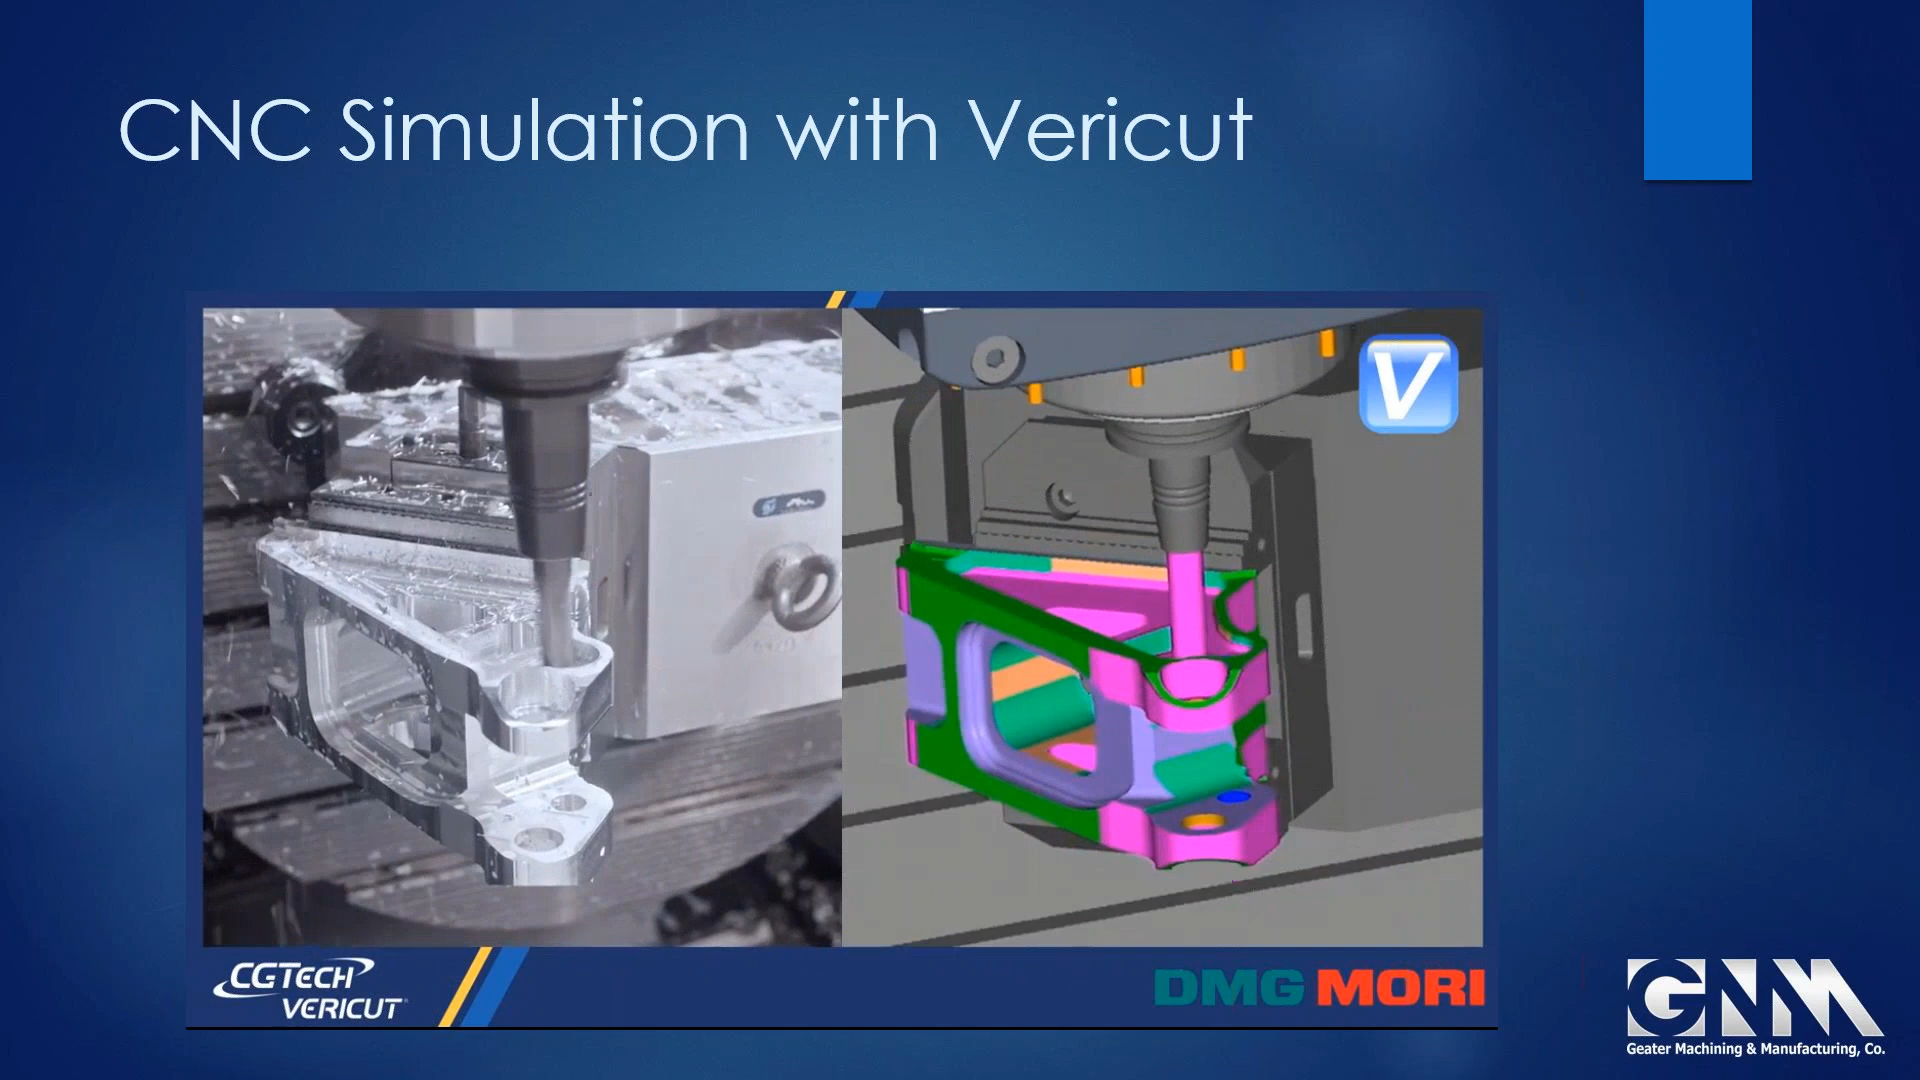 CNC Simulation with Vericut
V
CGTECH
VERICUT
DMG MORI
GMM
Geater Machining & Manufacturing, Co.